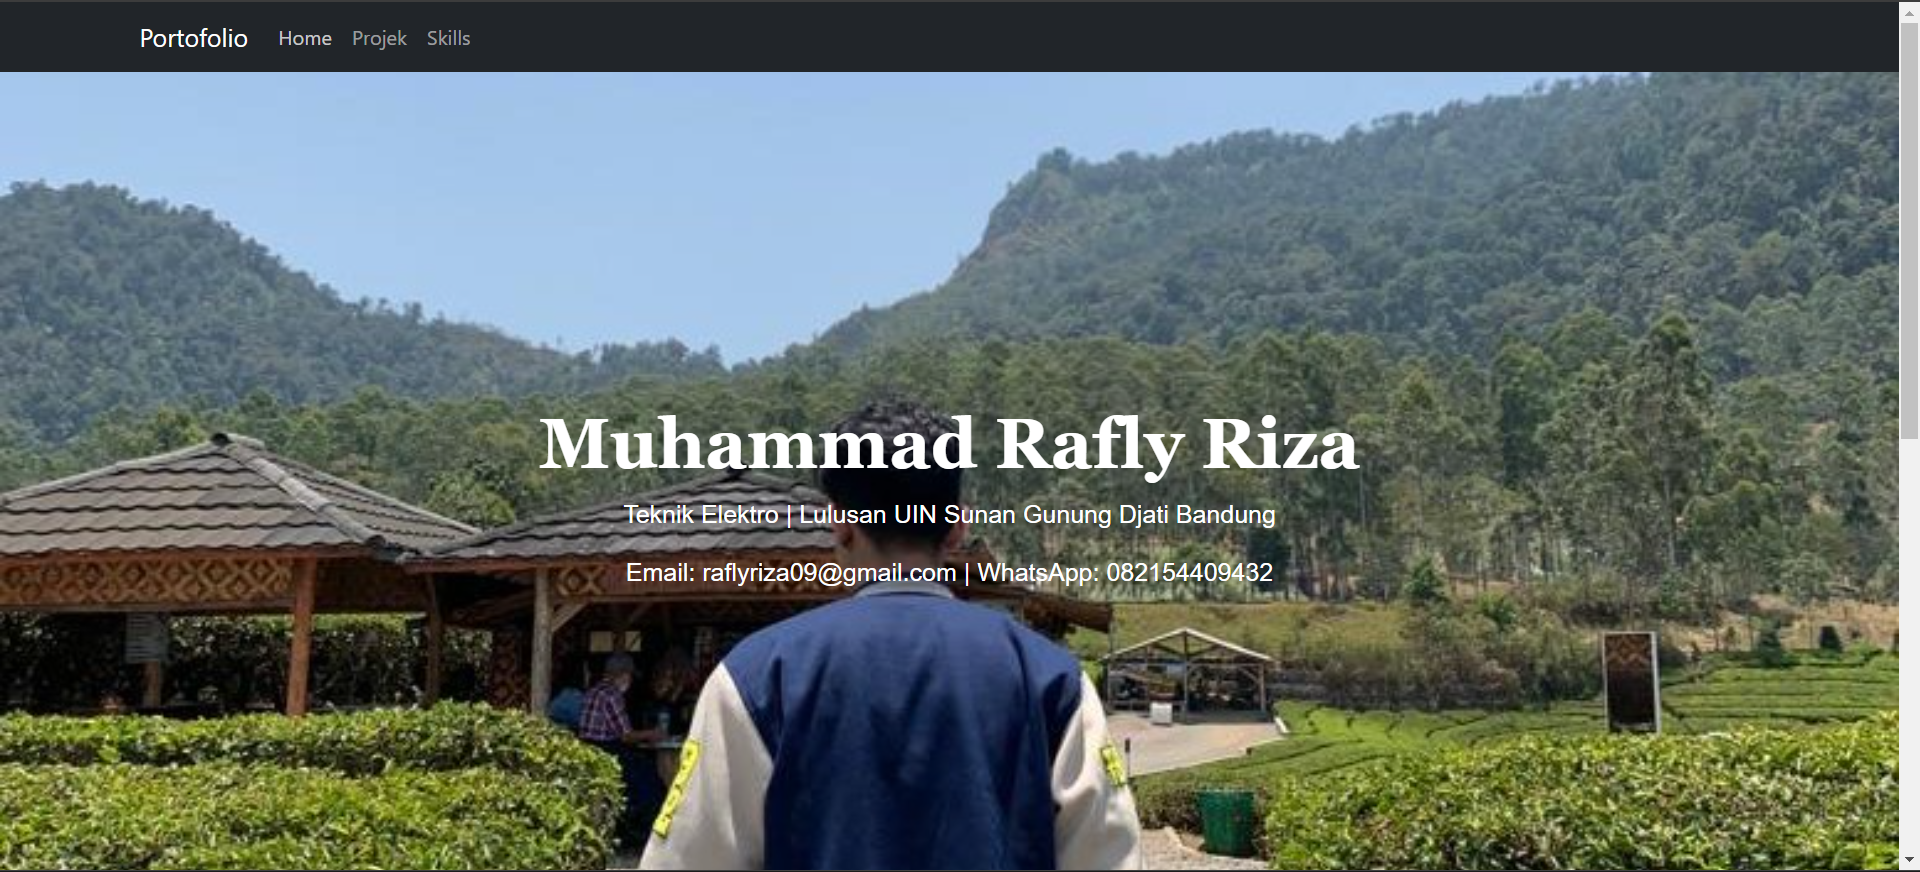 Portofolio Home Projek Skills
Muhammad Rafly Riza
Teknik Elektro | Lulusan UIN Sunan Gunung Djati Bandung
Email: raflyriza09@gmail.com | WhatsApp: 082154409432